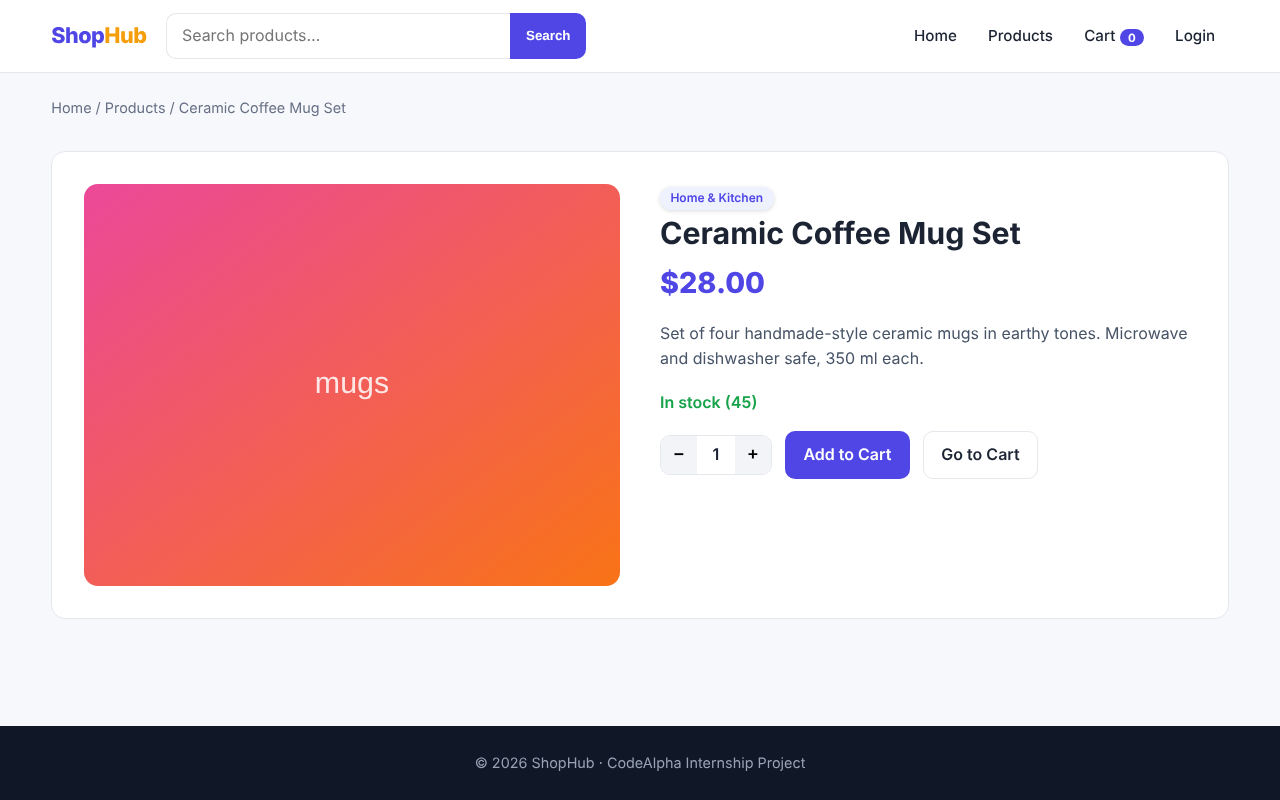 ShopHub
Search products...
Search
Home
Products
Cart 0
Login
Home / Products / Ceramic Coffee Mug Set
mugs
Home & Kitchen
Ceramic Coffee Mug Set
$28.00
Set of four handmade-style ceramic mugs in earthy tones. Microwave
and dishwasher safe, 350 ml each.
In stock (45)
− 1 +
Add to Cart
Go to Cart
© 2026 ShopHub · CodeAlpha Internship Project